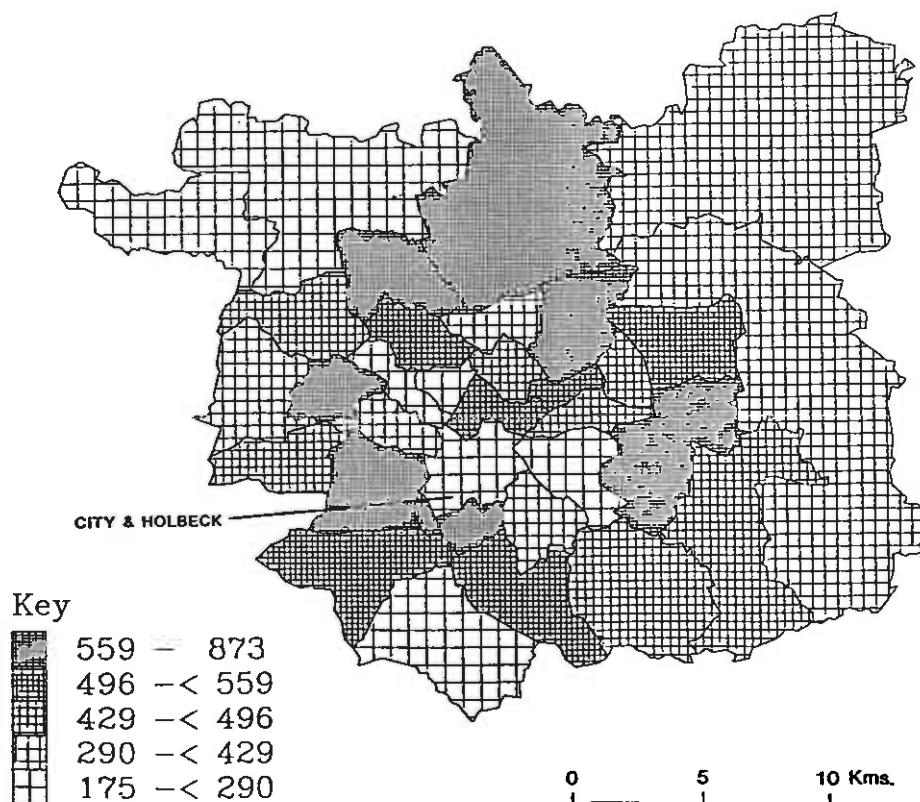 CITY & HOLBECK
Key
559 – 873
496 –< 559
429 –< 496
290 –< 429
175 –< 290
0 5 10 Kms.